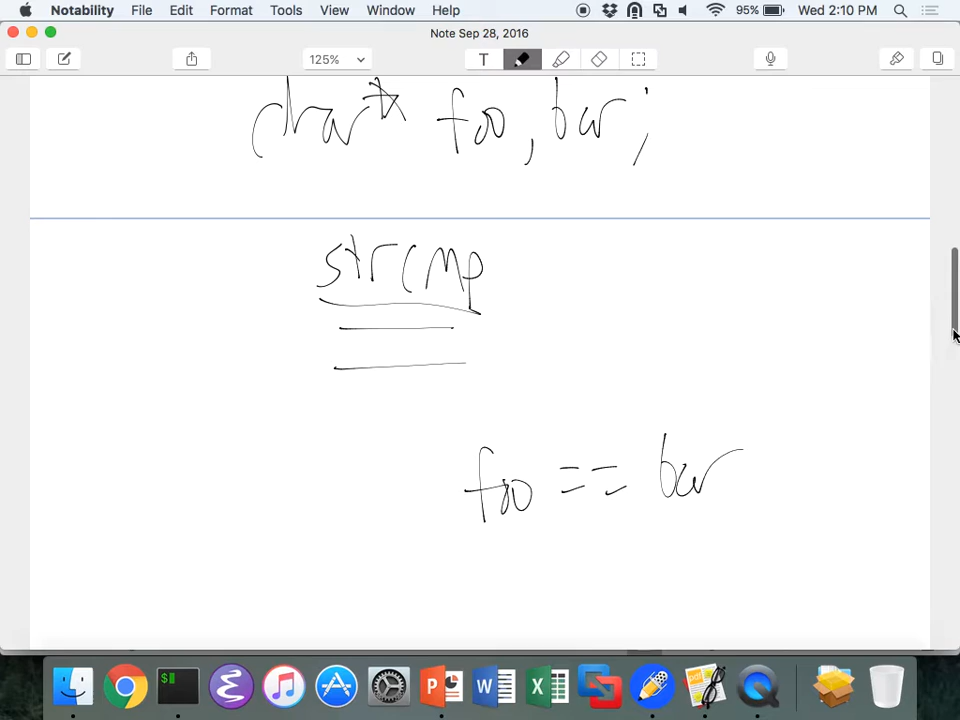 Notability File Edit Format Tools View Window Help 95% Wed 2:10 PM
Note Sep 28, 2016
125% T
char* foo, bar;
strcmp
foo == bar
$
P W X
pdf